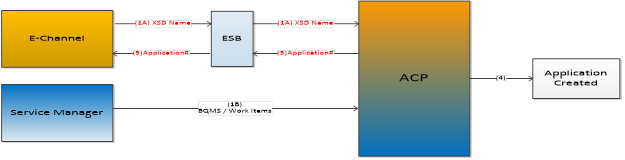 (1A) XSD Name
(1A) XSD Name
E-Channel
ESB
(5)Application#
(5)Application#
ACP
(4)
Application
Created
Service Manager
(1B)
BQMS / Work Items